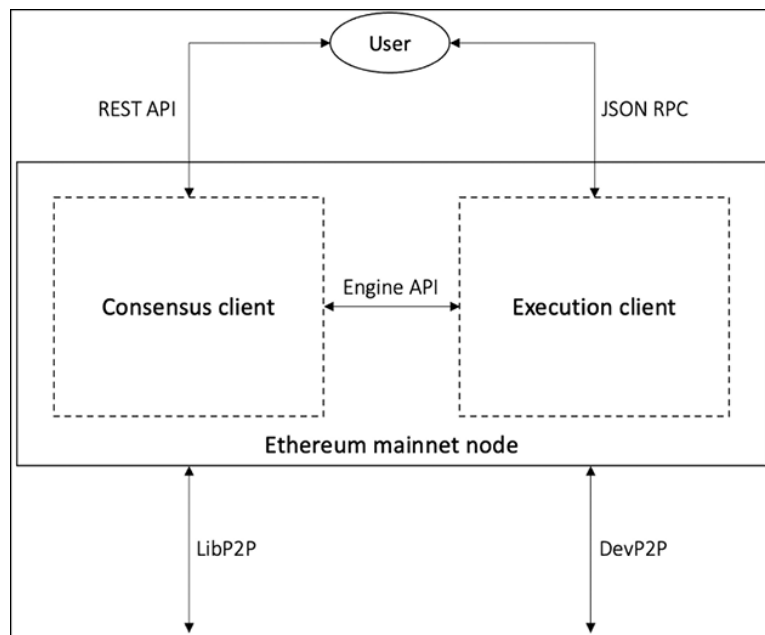 User
REST API
JSON RPC
Engine API
Consensus client
Execution client
Ethereum mainnet node
LibP2P
DevP2P